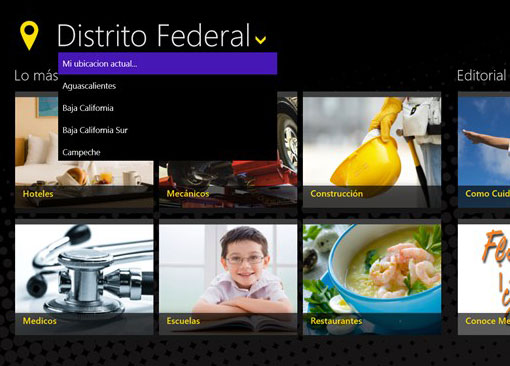 Distrito Federal
Mi ubicacion actual...
Aguascalientes
Baja California
Baja California Sur
Campeche
Lo más
Editorial
Hoteles
Mecánicos
Construcción
Como Cuid
Medicos
Escuelas
Restaurantes
Conoce Me